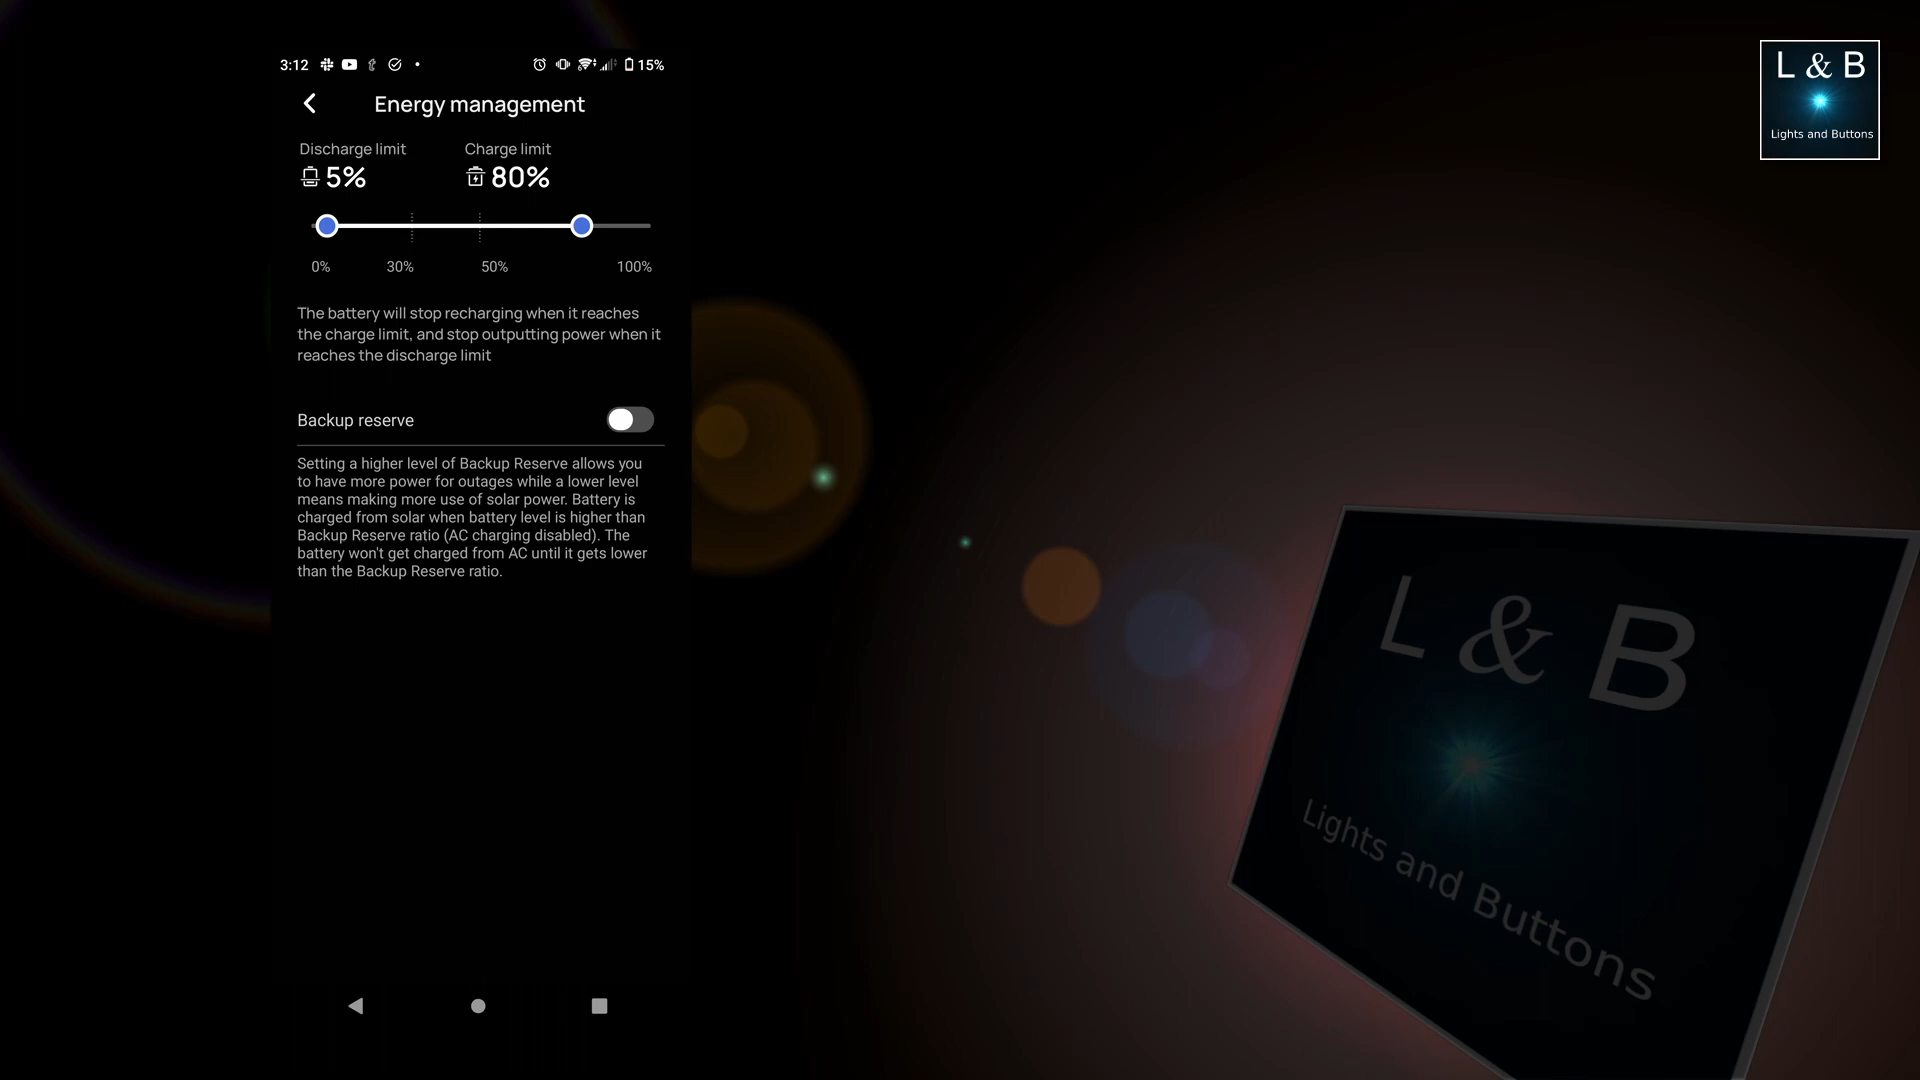 3:12
15%
Energy management
Discharge limit
Charge limit
5%
80%
0%
30%
50%
100%
The battery will stop recharging when it reaches
the charge limit, and stop outputting power when it
reaches the discharge limit
Backup reserve
Setting a higher level of Backup Reserve allows you
to have more power for outages while a lower level
means making more use of solar power. Battery is
charged from solar when battery level is higher than
Backup Reserve ratio (AC charging disabled). The
battery won't get charged from AC until it gets lower
than the Backup Reserve ratio.
L & B
Lights and Buttons
L & B
Lights and Buttons